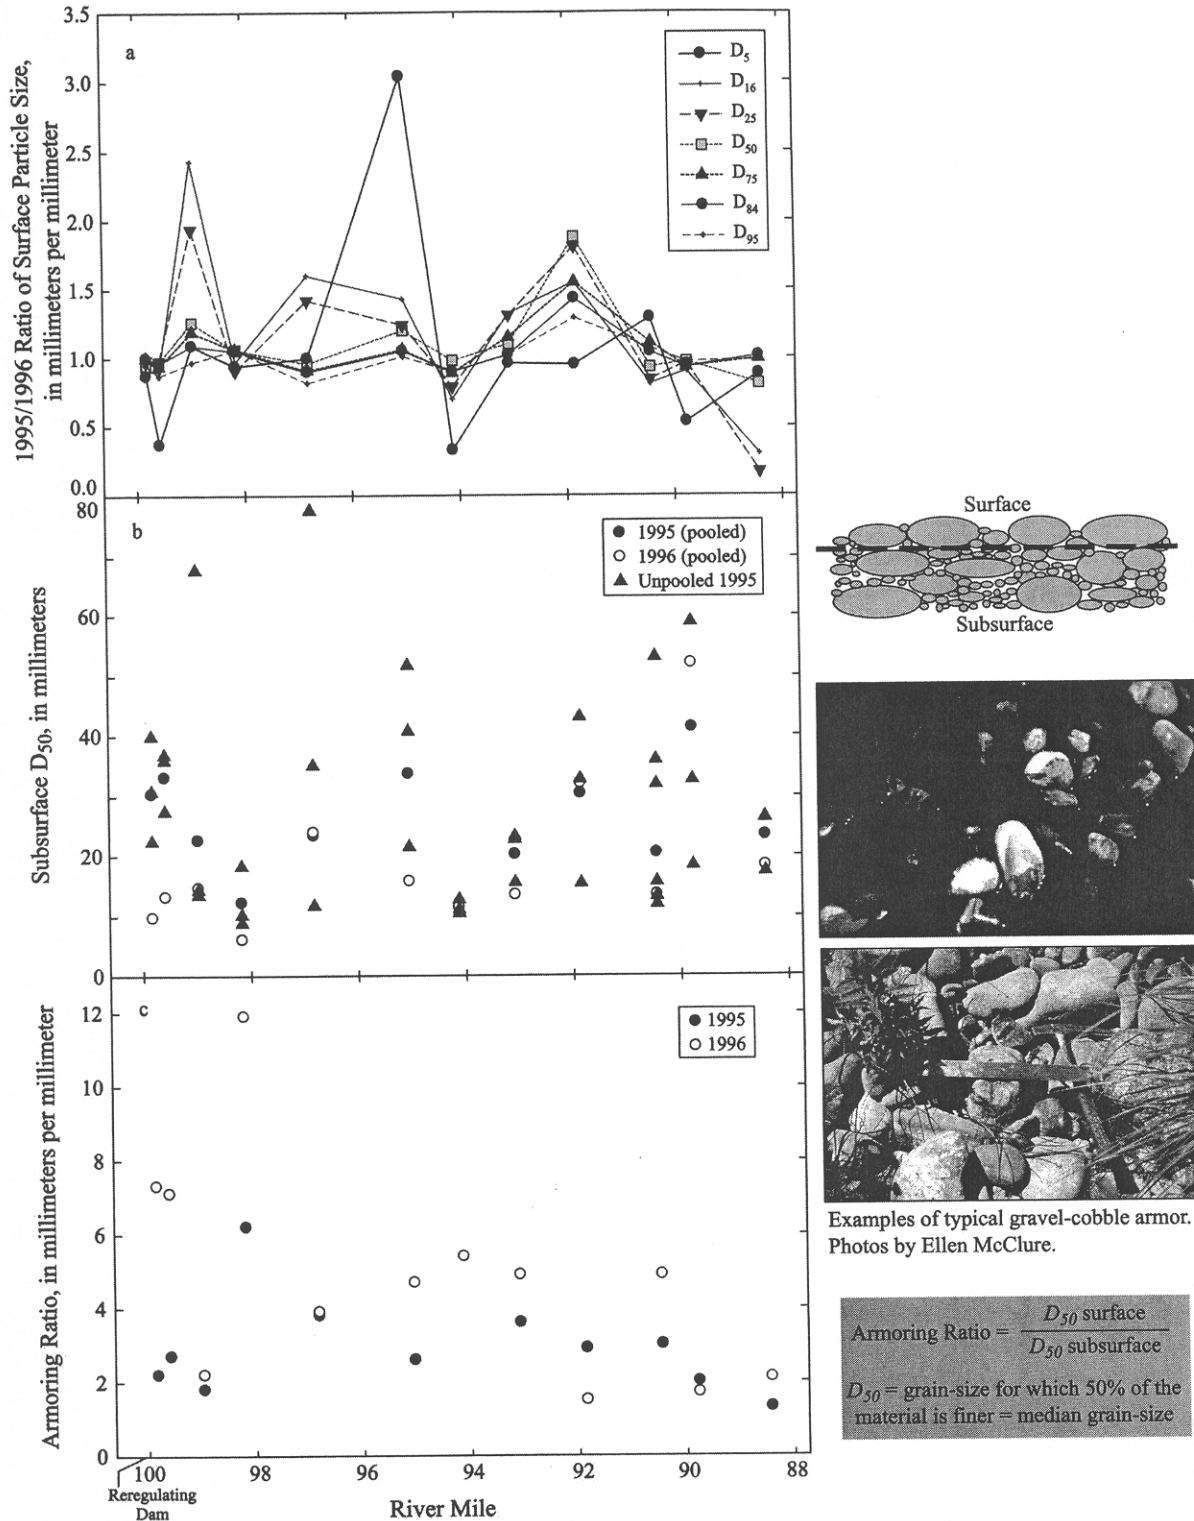 1995/1996 Ratio of Surface Particle Size,
in millimeters per millimeter
3.5
3.0
2.5
2.0
1.5
1.0
0.5
0.0
a
D5
D16
D25
D50
D75
D84
D95
Subsurface D50, in millimeters
80
60
40
20
0
b
1995 (pooled)
1996 (pooled)
Unpooled 1995
Surface
Subsurface
Armoring Ratio, in millimeters per millimeter
12
10
8
6
4
2
0
c
1995
1996
100
98
96
94
92
90
88
Reregulating
Dam
River Mile
Examples of typical gravel-cobble armor.
Photos by Ellen McClure.
Armoring Ratio = D50 surface
D50 subsurface
D50 = grain-size for which 50% of the
material is finer = median grain-size